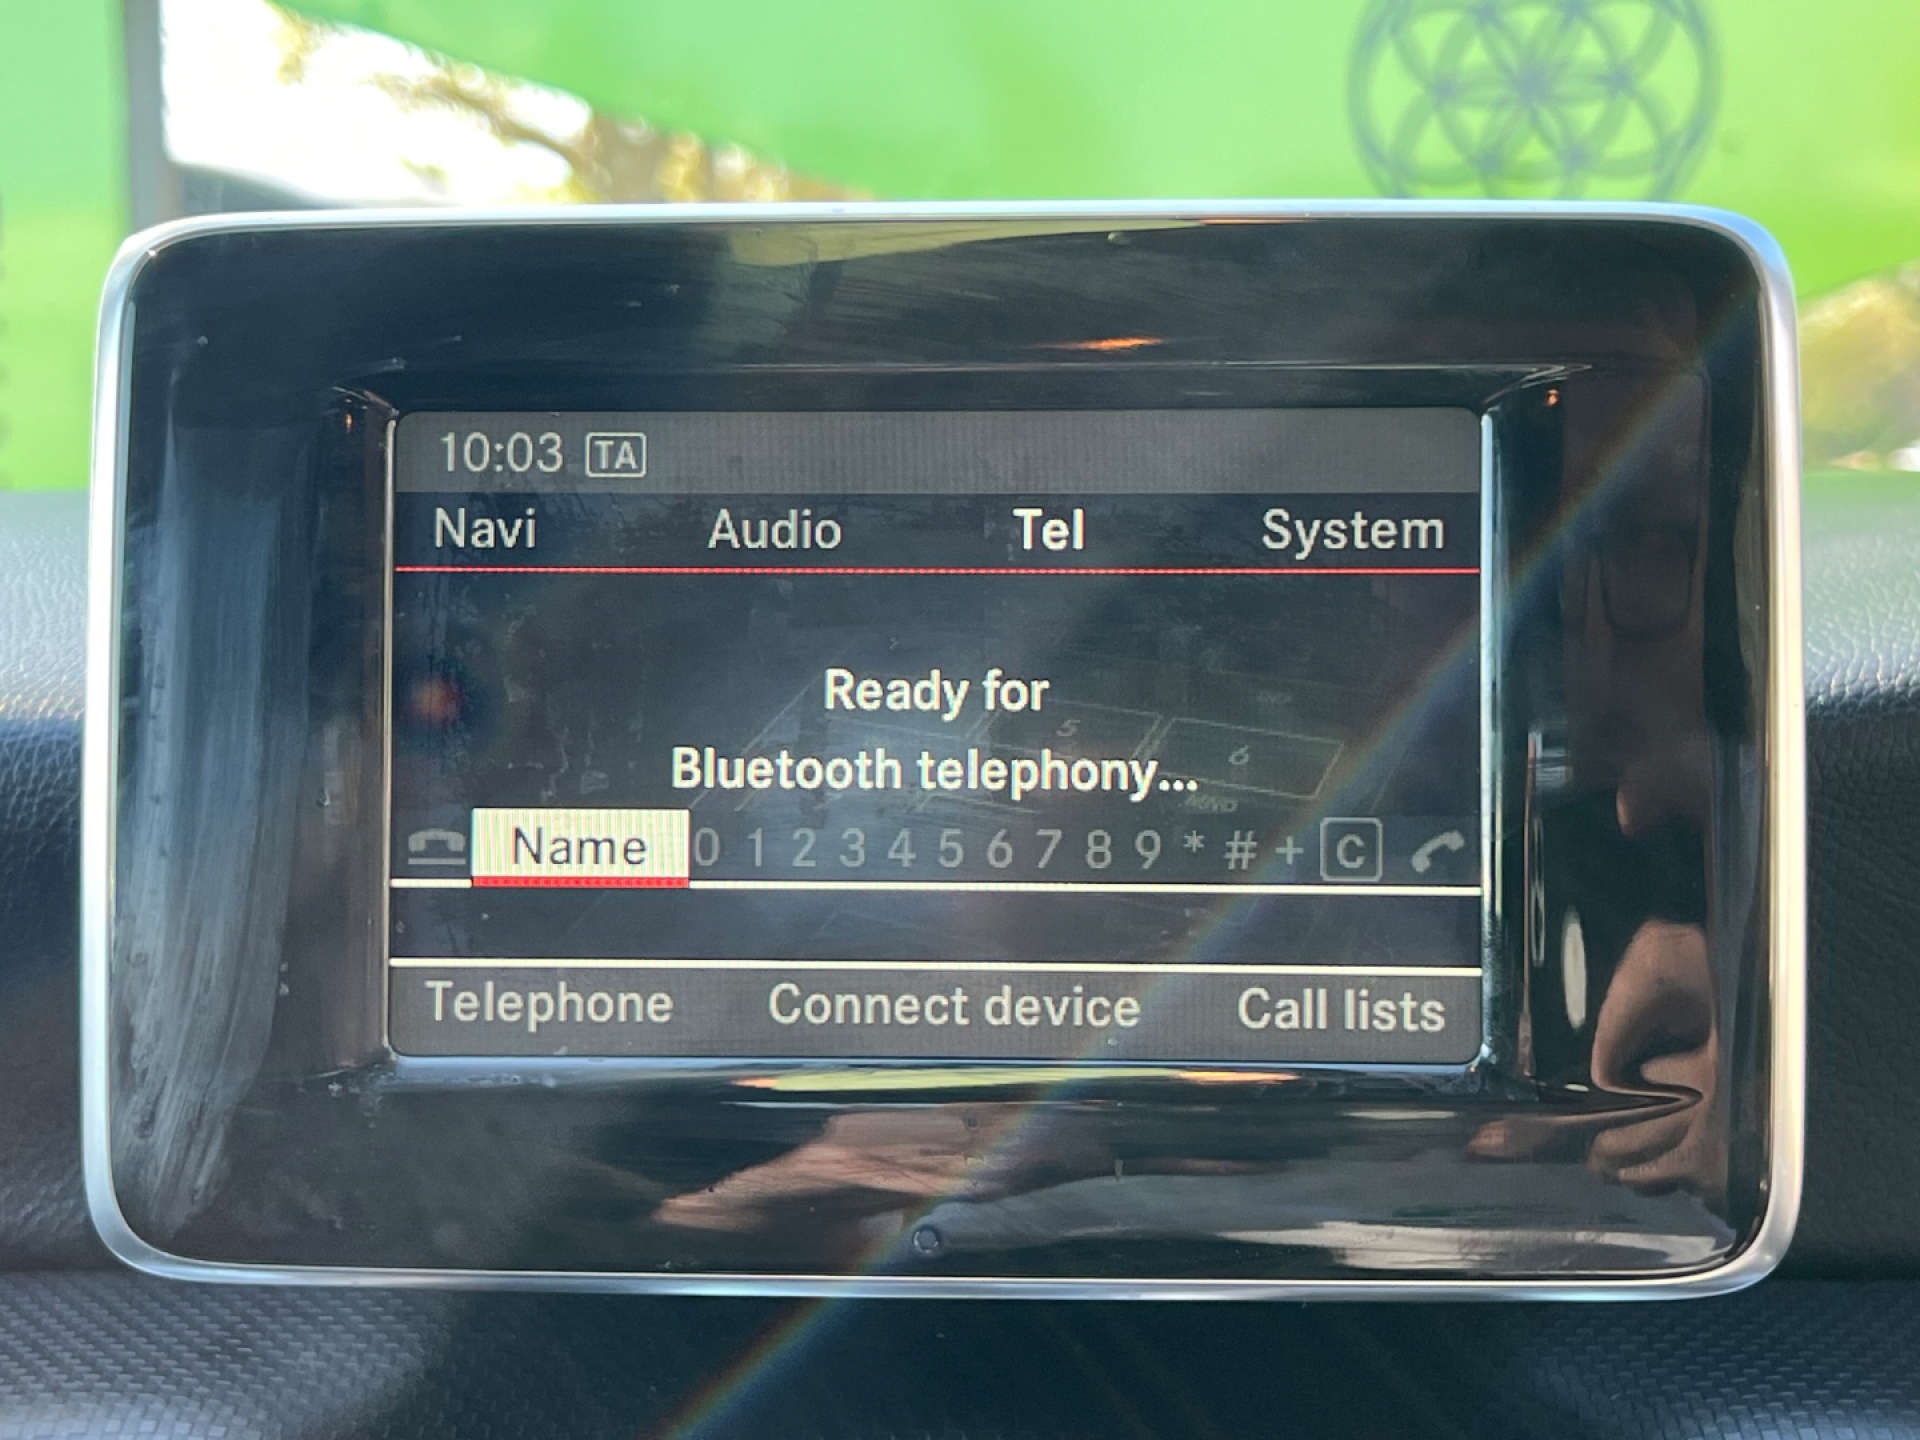 10:03 TA
Navi Audio Tel System
Ready for
Bluetooth telephony...
Name 0 1 2 3 4 5 6 7 8 9 * # + C
Telephone Connect device Call lists